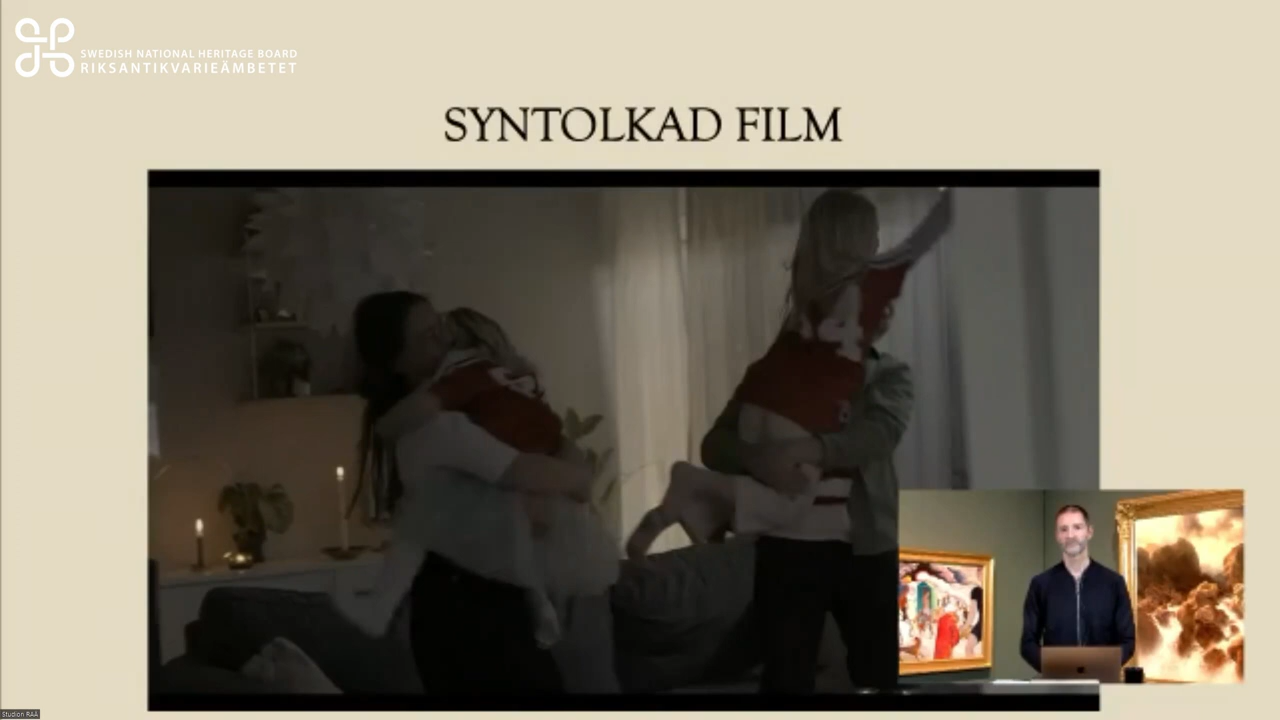 SWEDISH NATIONAL HERITAGE BOARD
RIKSANTIKVARIEÄMBETET
SYNTOLKAD FILM
Studion RAÄ